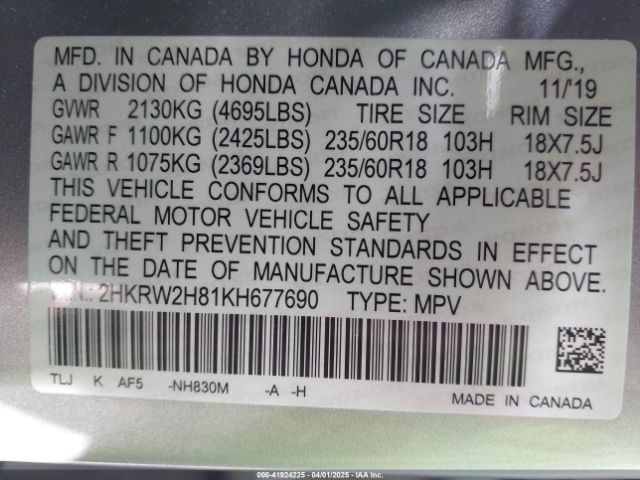 MFD. IN CANADA BY HONDA OF CANADA MFG.,
A DIVISION OF HONDA CANADA INC. 11/'19
GVWR 2130KG (4695LBS) TIRE SIZE RIM SIZE
GAWR F 1100KG (2425LBS) 235/60R18 103H 18X7.5J
GAWR R 1075KG (2369LBS) 235/60R18 103H 18X7.5J
THIS VEHICLE CONFORMS TO ALL APPLICABLE
FEDERAL MOTOR VEHICLE SAFETY
AND THEFT PREVENTION STANDARDS IN EFFECT
ON THE DATE OF MANUFACTURE SHOWN ABOVE.
2HKRW2H81KH677690 TYPE: MPV
TLJ K AF5 -NH830M -A -H
MADE IN CANADA
000-41924225 - 04/01/2025 - IAA Inc.